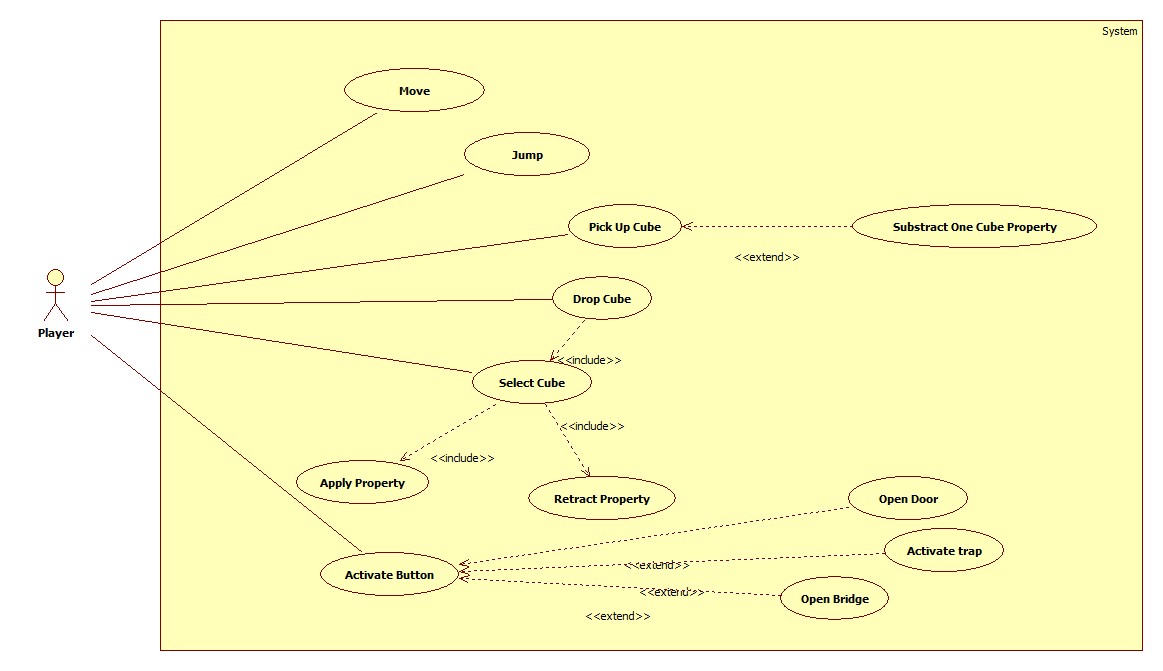 System
Move
Jump
Pick Up Cube
Substract One Cube Property
<<extend>>
Drop Cube
Player
<<include>>
Select Cube
<<include>>
<<include>>
Apply Property
Retract Property
Open Door
Activate trap
<<extend>>
Activate Button
<<extend>>
Open Bridge
<<extend>>